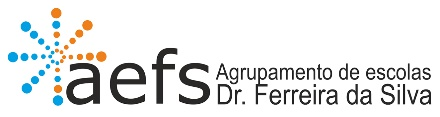 aefs
Agrupamento de escolas
Dr. Ferreira da Silva